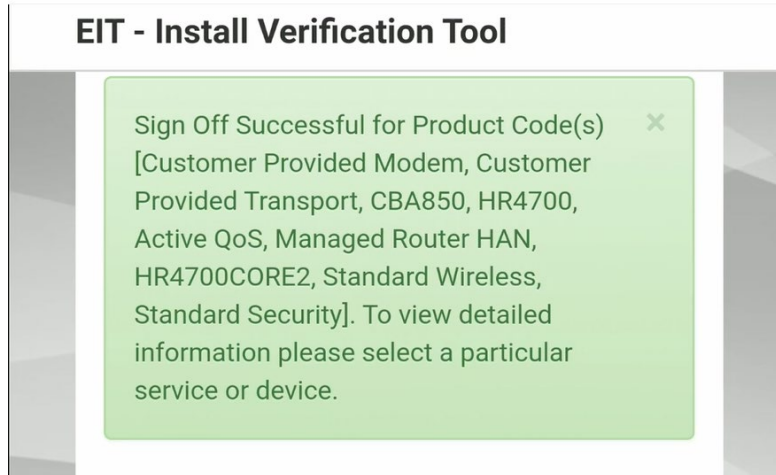 EIT - Install Verification Tool
Sign Off Successful for Product Code(s)
[Customer Provided Modem, Customer
Provided Transport, CBA850, HR4700,
Active QoS, Managed Router HAN,
HR4700CORE2, Standard Wireless,
Standard Security]. To view detailed
information please select a particular
service or device.
×